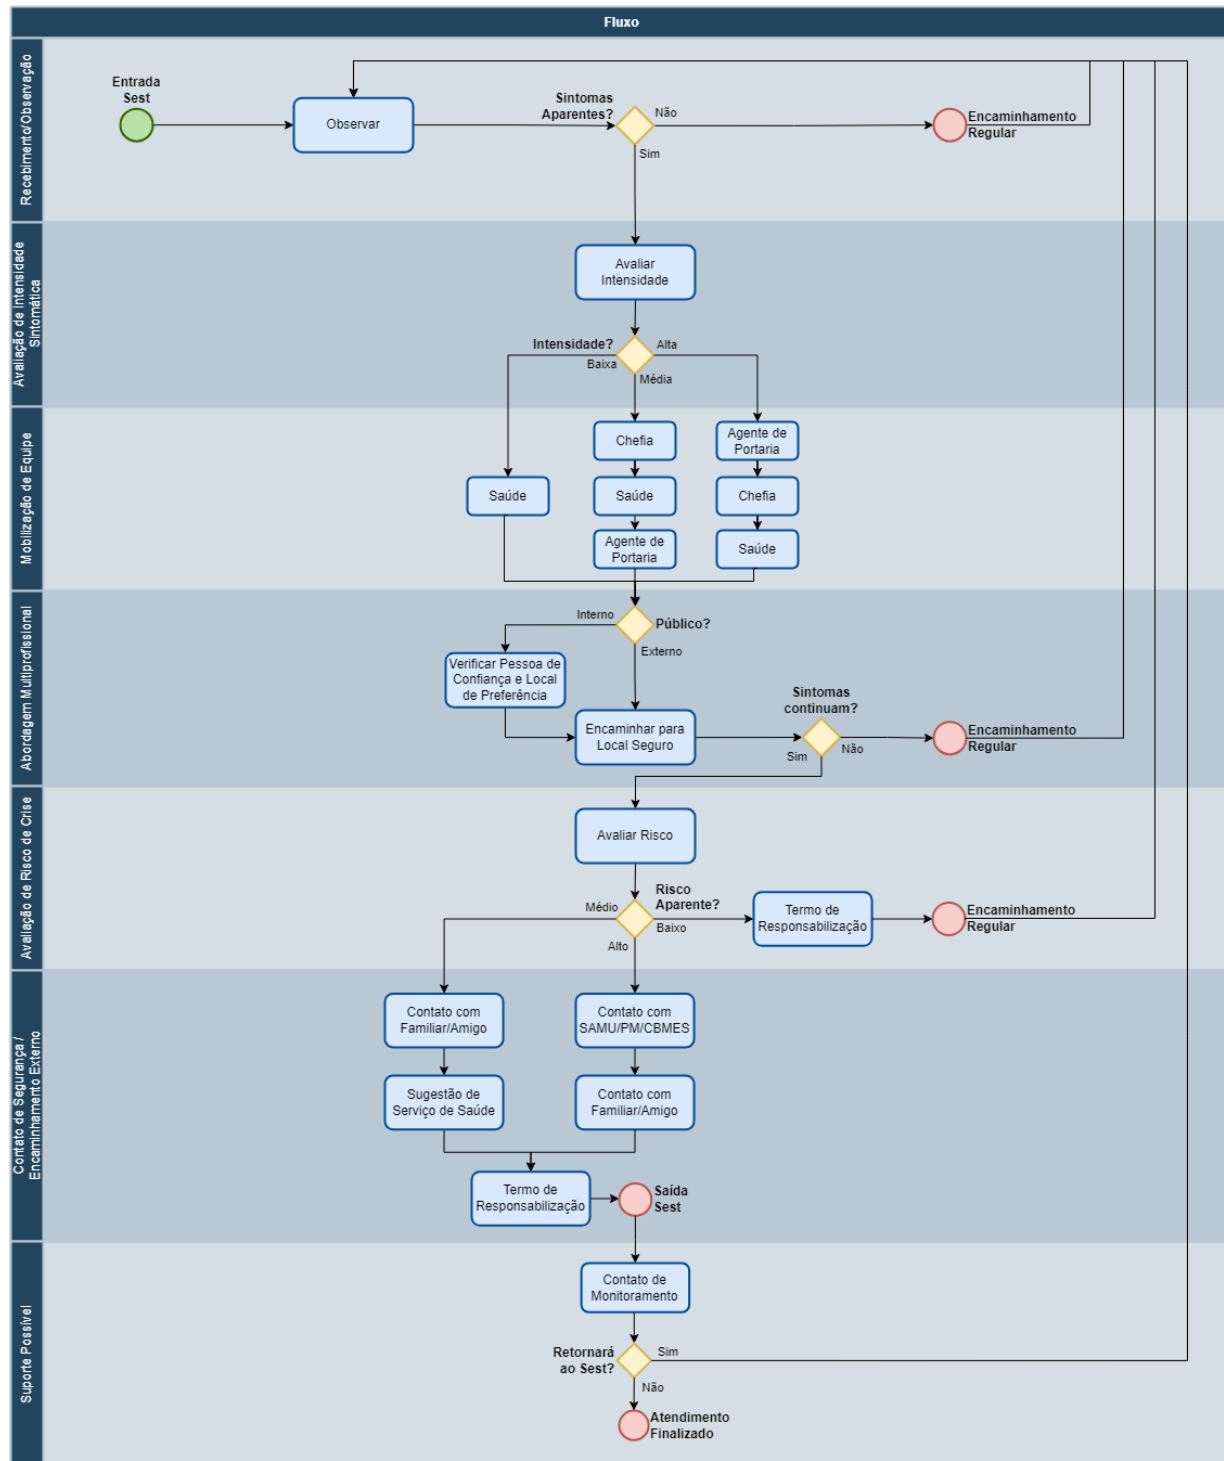 Fluxo
Recebimento/Observação
Entrada
Sest
Observar
Sintomas
Aparentes?
Não
Sim
Encaminhamento
Regular
Avaliação de Intensidade
Sintomática
Avaliar
Intensidade
Intensidade?
Alta
Baixa
Média
Mobilização de Equipe
Chefia
Agente de
Portaria
Saúde
Saúde
Chefia
Agente de
Portaria
Saúde
Abordagem Multiprofissional
Interno
Público?
Externo
Verificar Pessoa de
Confiança e Local
de Preferência
Encaminhar para
Local Seguro
Sintomas
continuam?
Sim
Não
Encaminhamento
Regular
Avaliação de Risco de Crise
Avaliar Risco
Médio
Risco
Aparente?
Baixo
Alto
Termo de
Responsabilização
Encaminhamento
Regular
Contato de Segurança /
Encaminhamento Externo
Contato com
Familiar/Amigo
Contato com
SAMU/PM/CBMES
Sugestão de
Serviço de Saúde
Contato com
Familiar/Amigo
Termo de
Responsabilização
Saída
Sest
Suporte Possível
Contato de
Monitoramento
Retornará
ao Sest?
Sim
Não
Atendimento
Finalizado